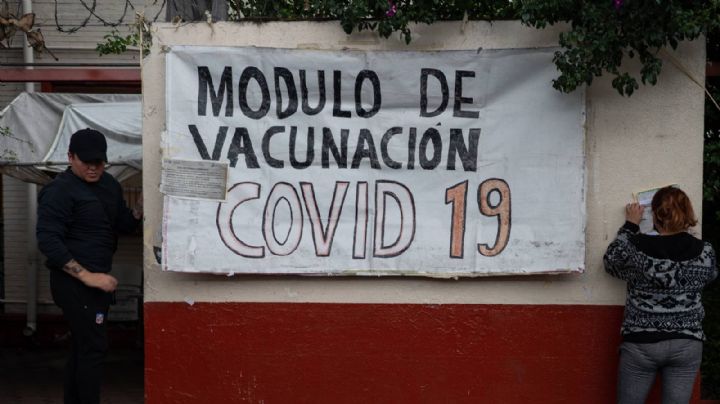 MODULO DE
VACUNACIÓN
COVID 19